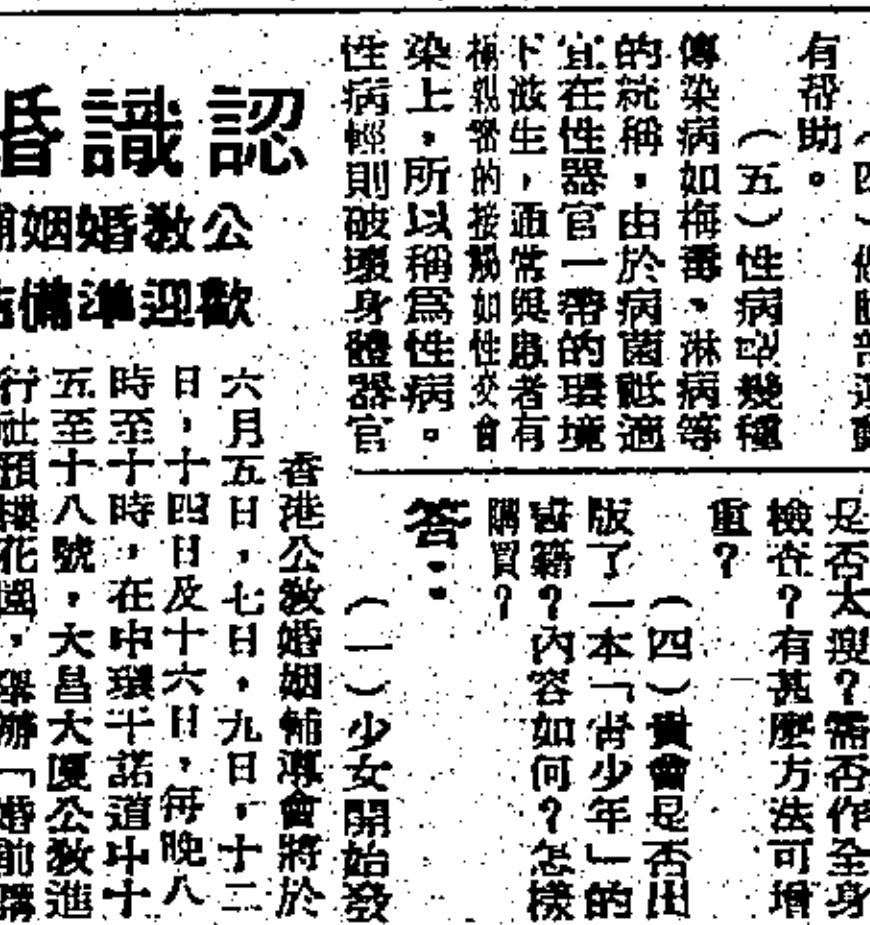 （四）
有帮助。
（五）性病是幾種
傳染病如梅毒、淋病等
的統稱，由於病菌祗適
宜在性器官一帶的環境
下滋生，通常與患者有
極親密的接觸如性交會
染上，所以稱爲性病。
性病輕則破壞身體器官
是否太瘦？需否作全身
檢查？有甚麼方法可增
重？
（四）貴會是否出
版了一本「青少年」的
書籍？內容如何？怎樣
購買？
答：
（一）少女開始發
認識婚
公教婚姻輔
歡迎準備結
香港公教婚姻輔導會將於
六月五日，七日，九日，十二
日，十四日及十六日，每晚八
時至十時，在中環干諾道中十
五至十八號，大昌大廈公教進
行社頂樓花園，舉辦「婚前講